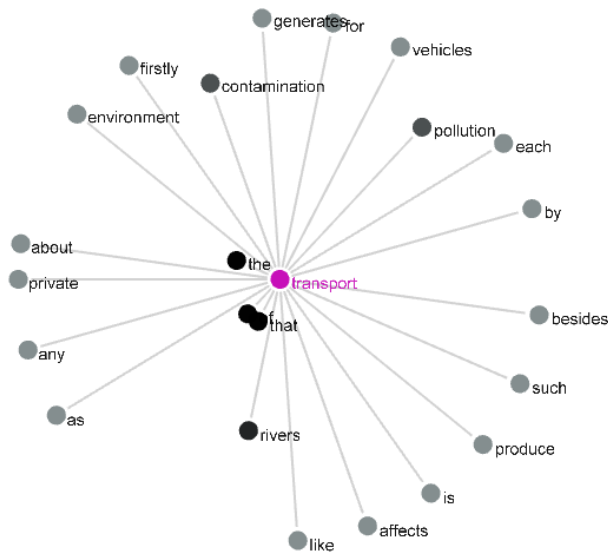 generates
for
vehicles
firstly
contamination
environment
pollution
each
by
about
the
private
transport
that
besides
any
such
as
rivers
produce
is
affects
like